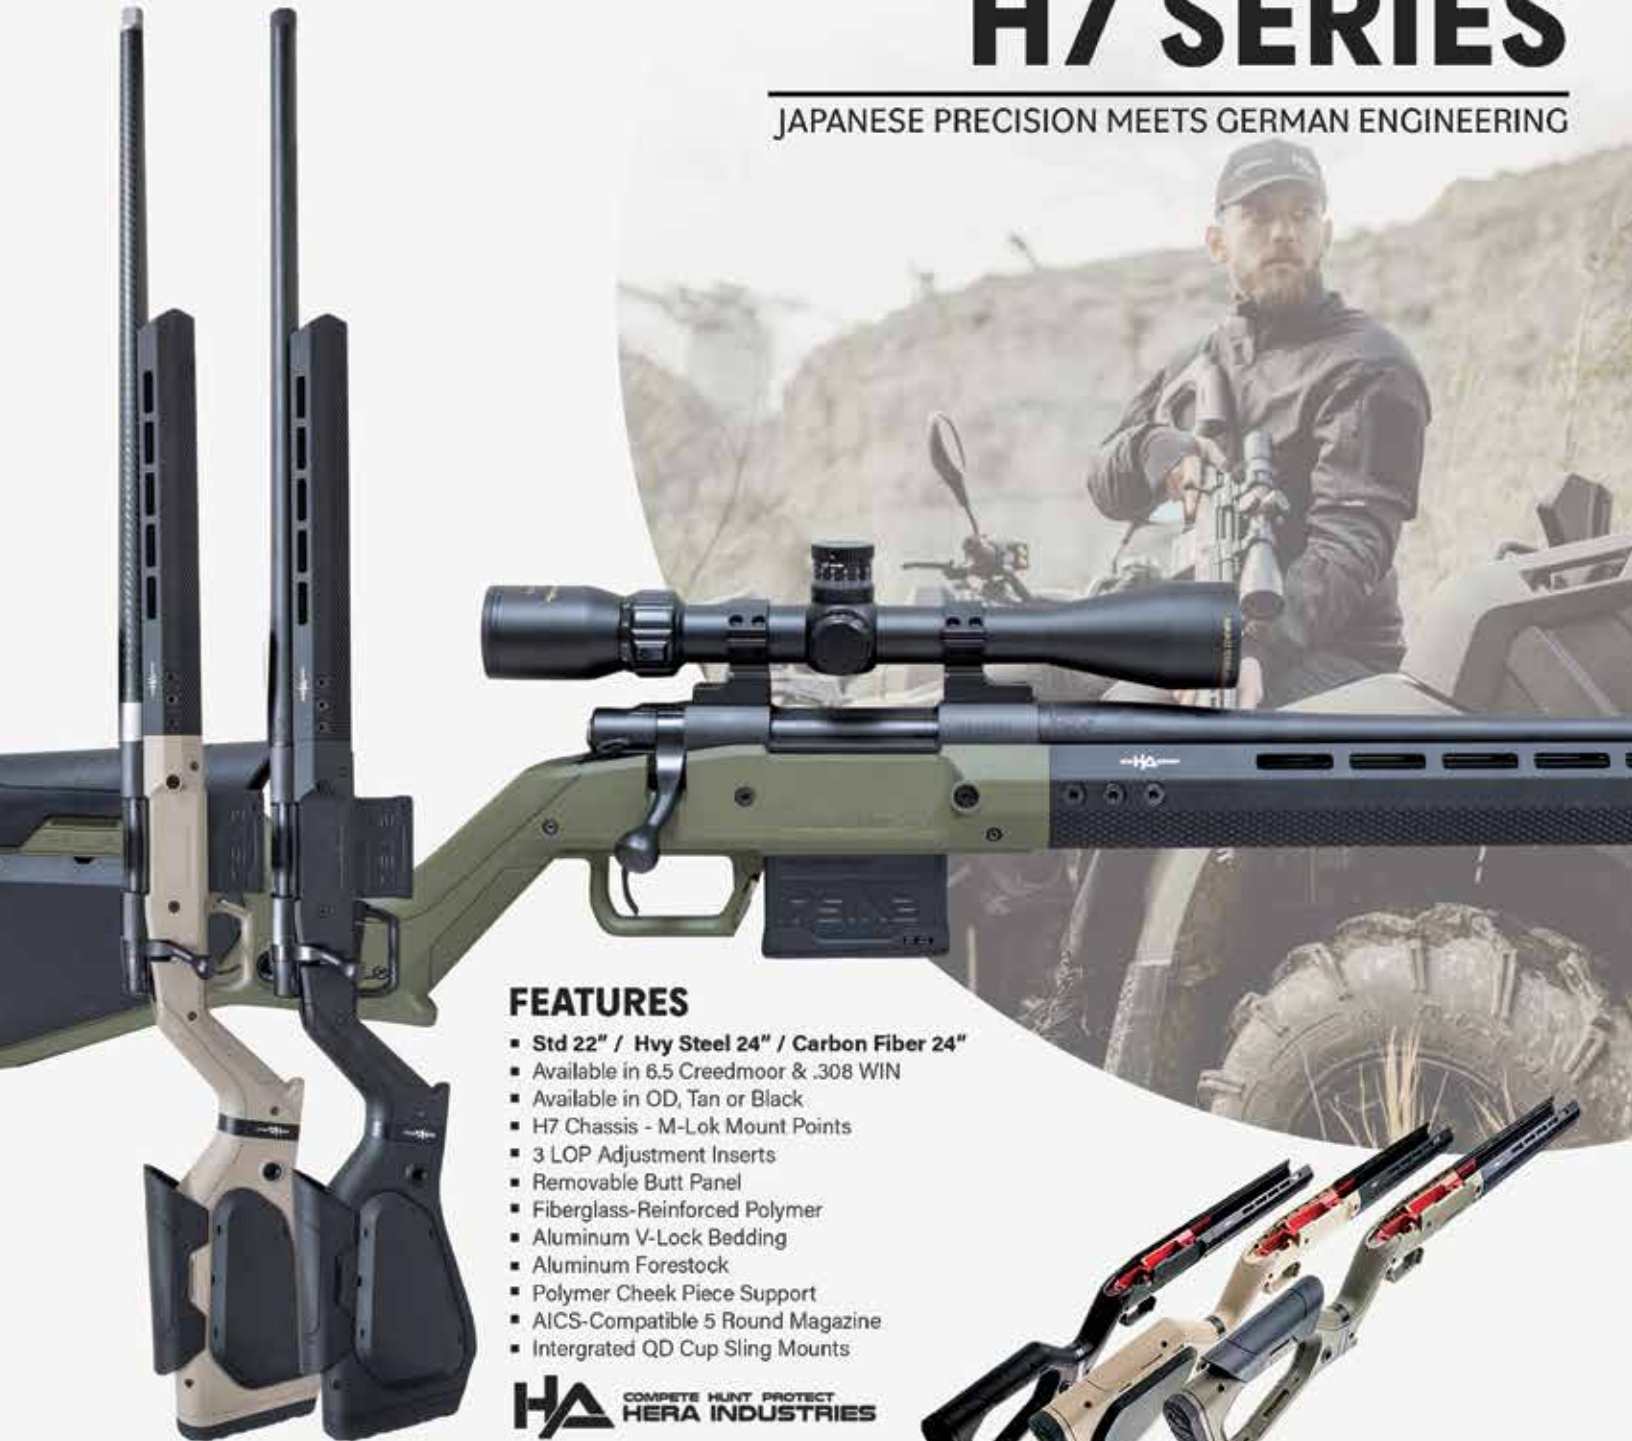 H7 SERIES
JAPANESE PRECISION MEETS GERMAN ENGINEERING
FEATURES
▪ Std 22" / Hvy Steel 24" / Carbon Fiber 24"
▪ Available in 6.5 Creedmoor & .308 WIN
▪ Available in OD, Tan or Black
▪ H7 Chassis - M-Lok Mount Points
▪ 3 LOP Adjustment Inserts
▪ Removable Butt Panel
▪ Fiberglass-Reinforced Polymer
▪ Aluminum V-Lock Bedding
▪ Aluminum Forestock
▪ Polymer Cheek Piece Support
▪ AICS-Compatible 5 Round Magazine
▪ Intergrated QD Cup Sling Mounts
HA
COMPETE HUNT PROTECT
HERA INDUSTRIES